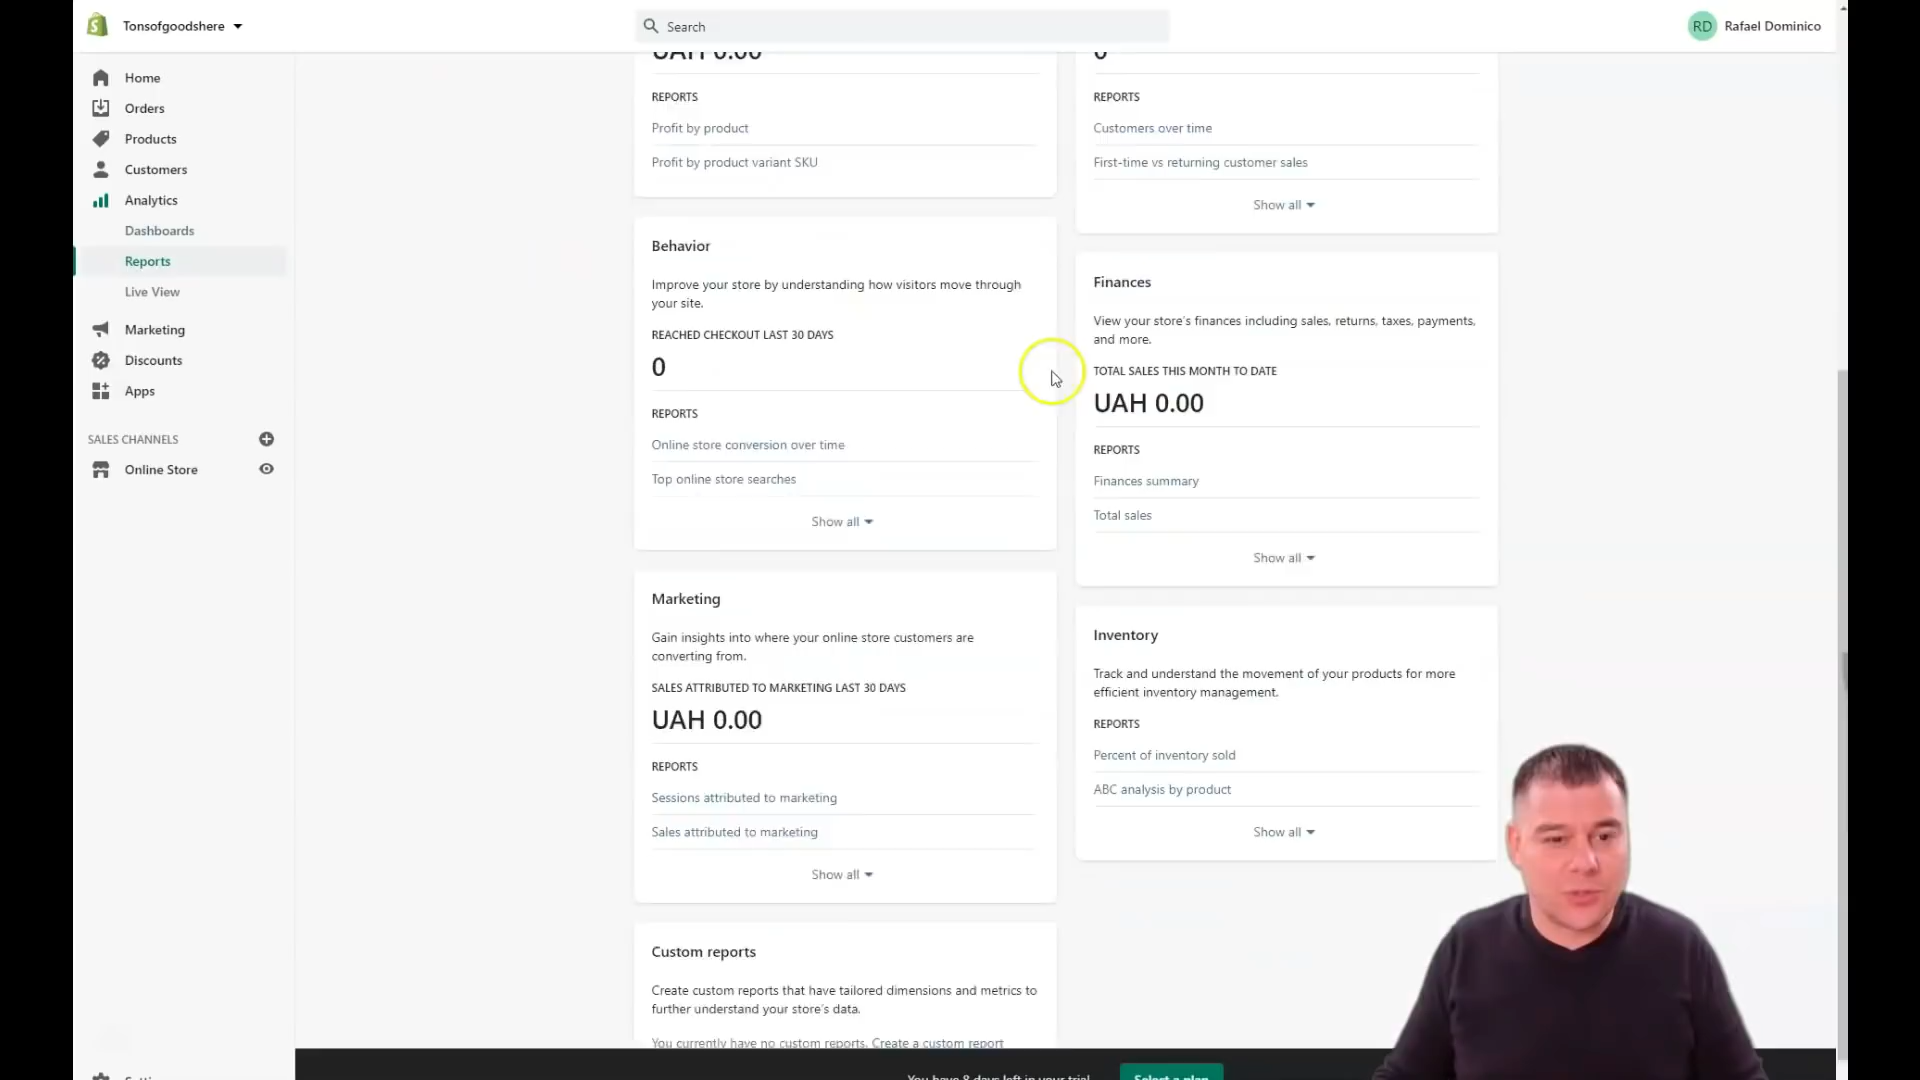 Tonsofgoodshere
Search
RD Rafael Dominico
Home
Orders
Products
Customers
Analytics
Dashboards
Reports
Live View
Marketing
Discounts
Apps
SALES CHANNELS
Online Store
UAH 0.00
REPORTS
Profit by product
Profit by product variant SKU
Behavior
Improve your store by understanding how visitors move through
your site.
REACHED CHECKOUT LAST 30 DAYS
0
REPORTS
Online store conversion over time
Top online store searches
Show all
Marketing
Gain insights into where your online store customers are
converting from.
SALES ATTRIBUTED TO MARKETING LAST 30 DAYS
UAH 0.00
REPORTS
Sessions attributed to marketing
Sales attributed to marketing
Show all
Custom reports
Create custom reports that have tailored dimensions and metrics to
further understand your store's data.
You currently have no custom reports. Create a custom report
0
REPORTS
Customers over time
First-time vs returning customer sales
Show all
Finances
View your store's finances including sales, returns, taxes, payments,
and more.
TOTAL SALES THIS MONTH TO DATE
UAH 0.00
REPORTS
Finances summary
Total sales
Show all
Inventory
Track and understand the movement of your products for more
efficient inventory management.
REPORTS
Percent of inventory sold
ABC analysis by product
Show all
You have 8 days left in your trial
Select a plan